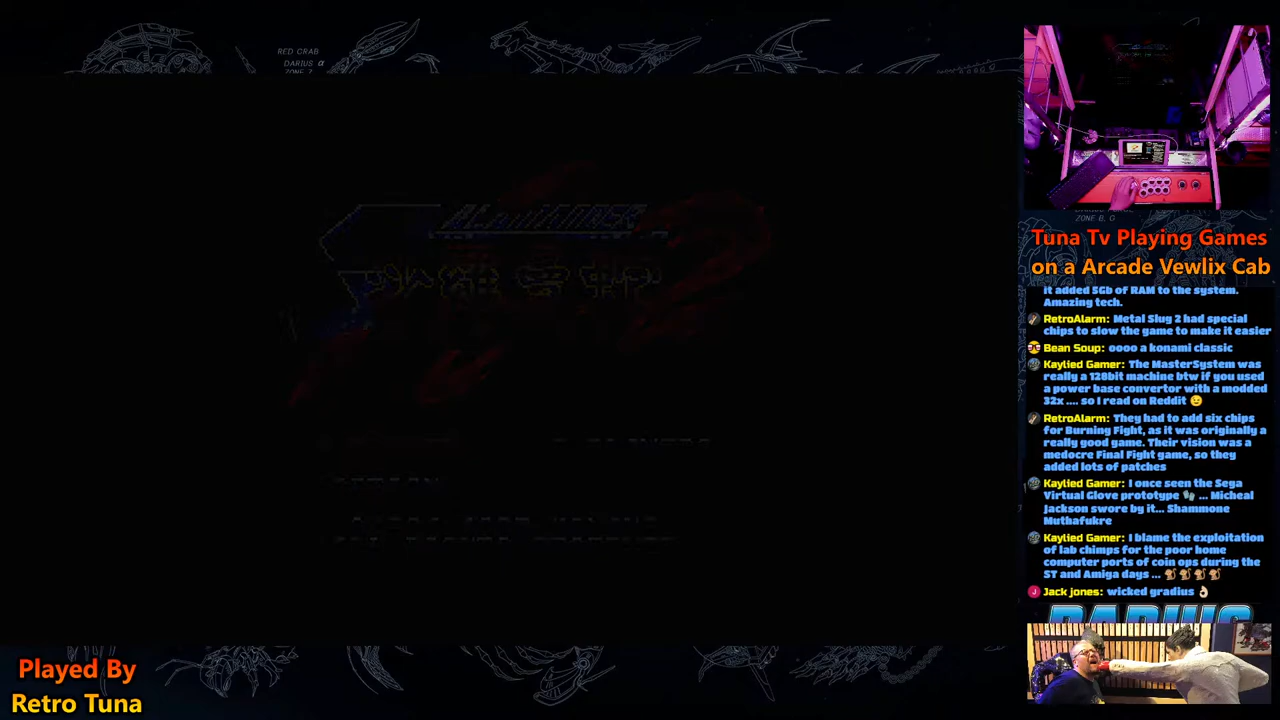 RED CRAB
DARIUS α
ZONE Z
ZONE B. C
Tuna Tv Playing Games
on a Arcade Vewlix Cab
it added 5Gb of RAM to the system.
Amazing tech.
RetroAlarm: Metal Slug 2 had special
chips to slow the game to make it easier
Bean Soup: oooo a konami classic
Kaylied Gamer: The MasterSystem was
really a 128bit machine btw if you used
a power base convertor with a modded
32x .... so I read on Reddit 😉
RetroAlarm: They had to add six chips
for Burning Fight, as it was originally a
really good game. Their vision was a
medocre Final Fight game, so they
added lots of patches
Kaylied Gamer: I once seen the Sega
Virtual Glove prototype 🧤 ... Micheal
Jackson swore by it... Shammone
Muthafukre
Kaylied Gamer: I blame the exploitation
of lab chimps for the poor home
computer ports of coin ops during the
ST and Amiga days ... 🐒🐒🐒🐒
Jack jones: wicked gradius 👌🏻
DARIUS
Played By
Retro Tuna